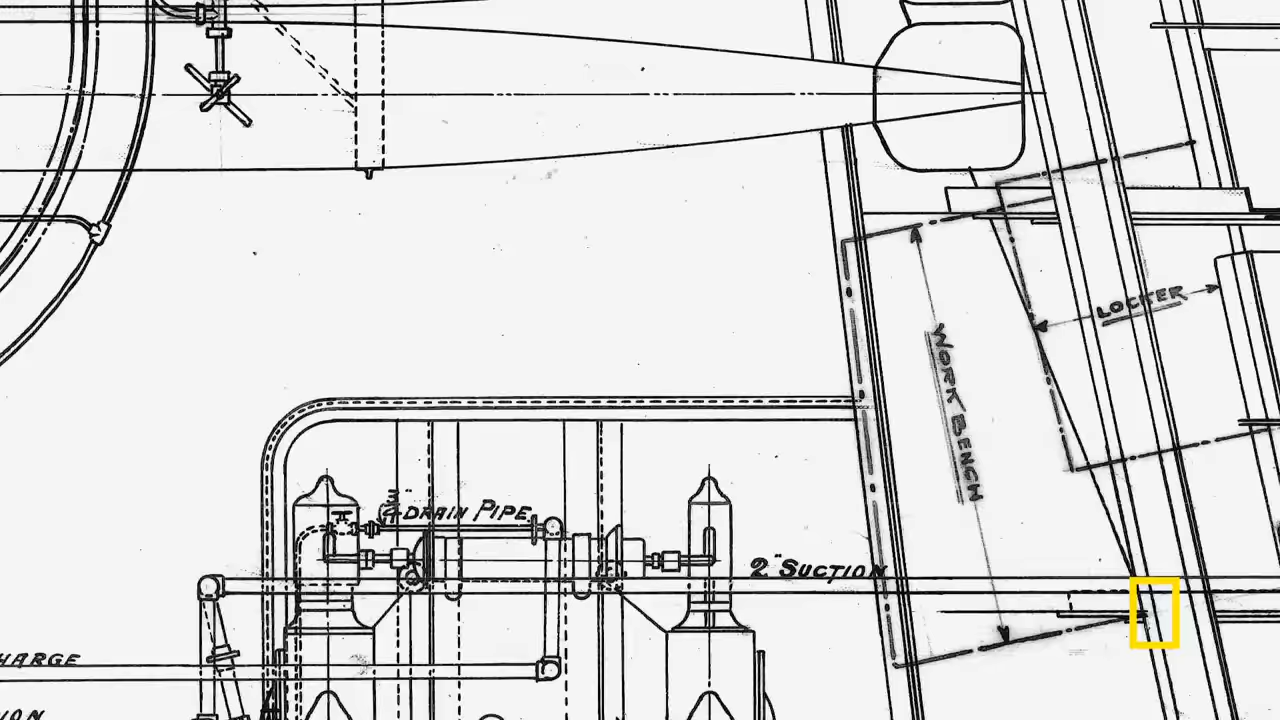 LOCKER
WORK BENCH
3/4" DRAIN PIPE
2" SUCTION
HARGE
ION